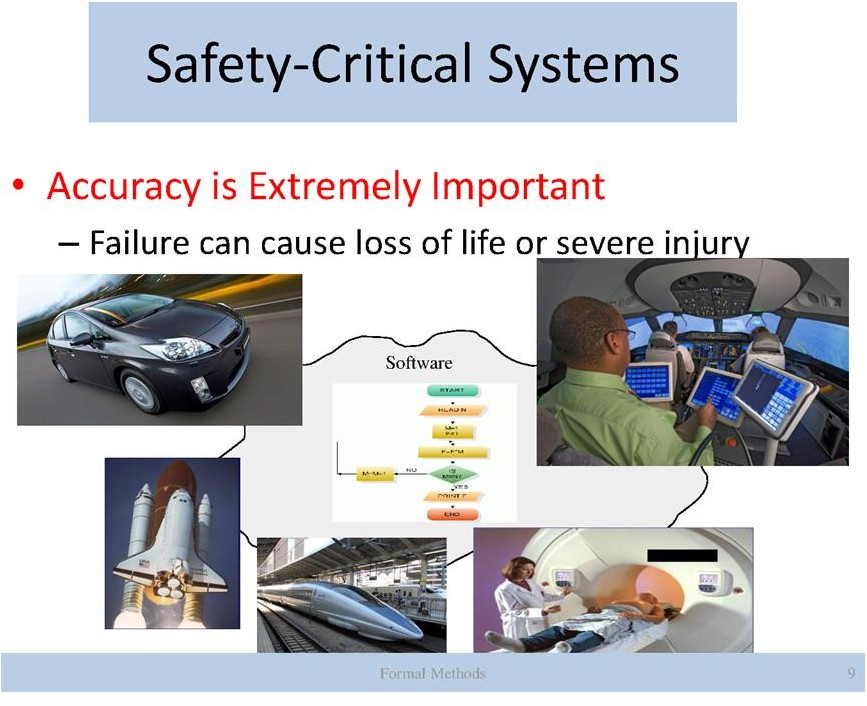 Safety-Critical Systems
• Accuracy is Extremely Important
– Failure can cause loss of life or severe injury
Software
START
READ N
M=1
F=1
F=F*M
IS
M=N?
NO
M=M+1
YES
PRINT F
END
Formal Methods
9